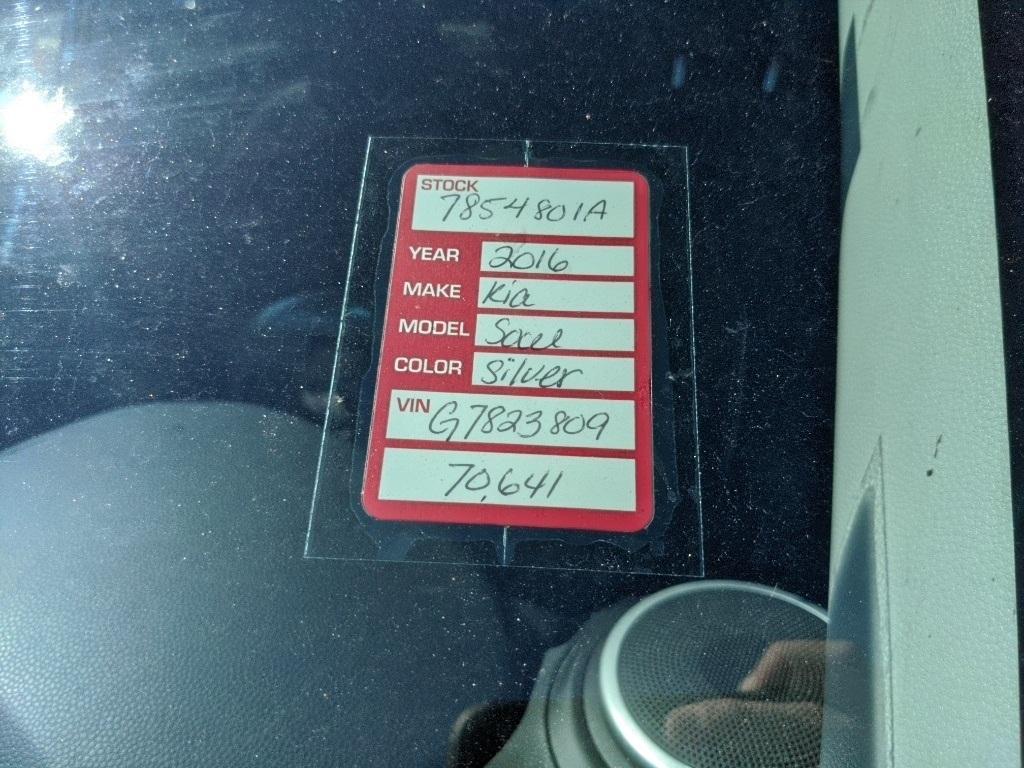 STOCK
7854801A
YEAR 2016
MAKE Kia
MODEL Soul
COLOR Silver
VIN G7823809
70,641